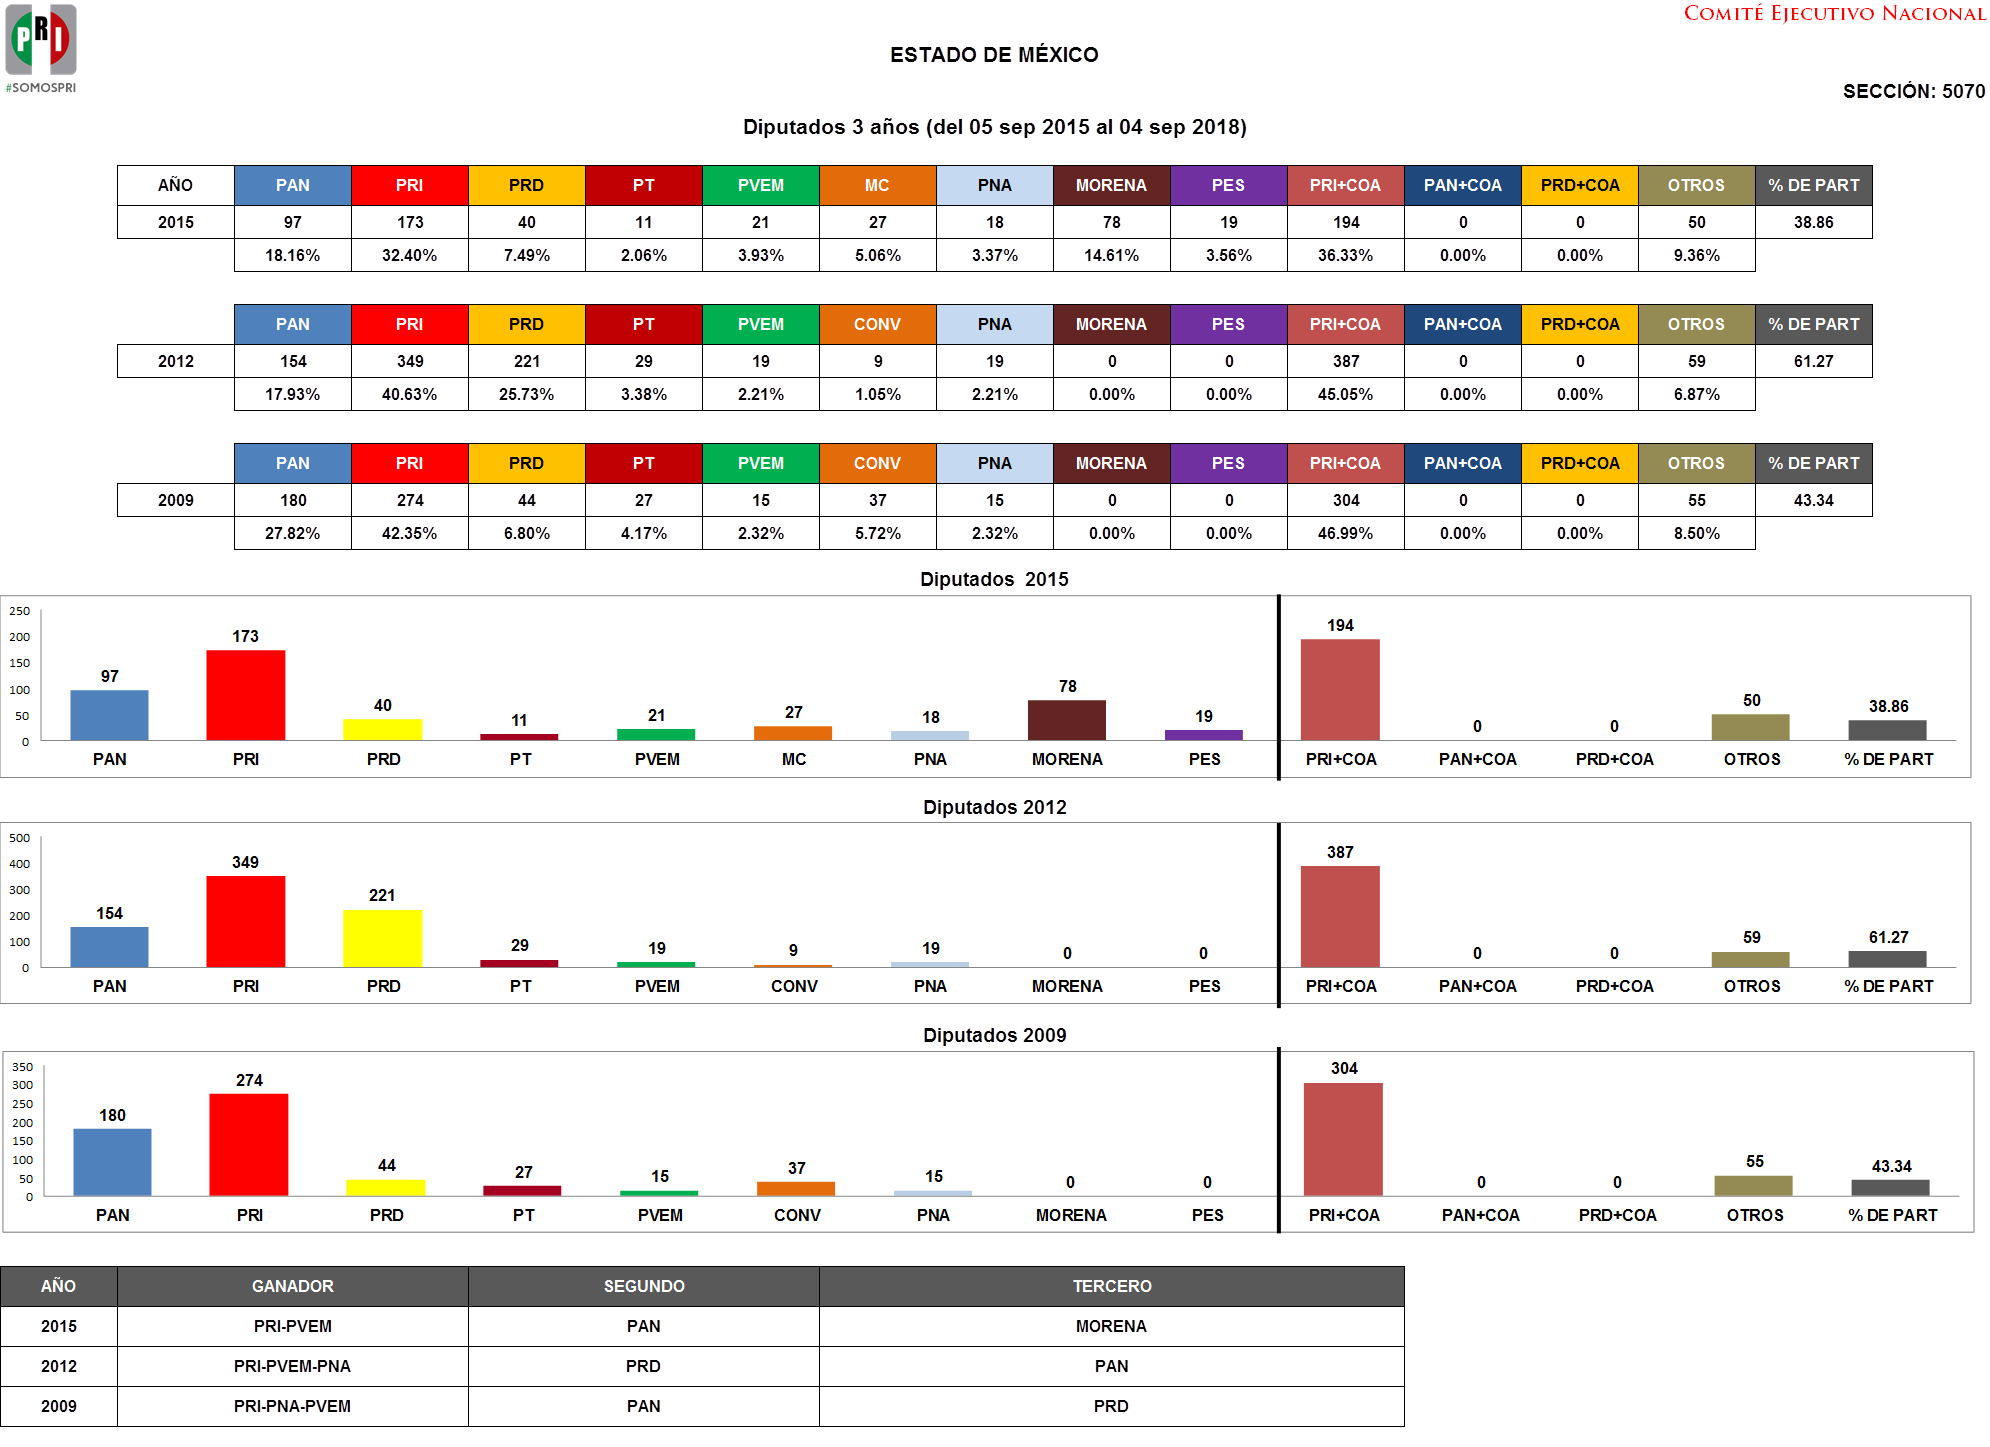 PRI
#SOMOSPRI
COMITÉ EJECUTIVO NACIONAL
ESTADO DE MÉXICO
SECCIÓN: 5070
Diputados 3 años (del 05 sep 2015 al 04 sep 2018)
AÑO PAN PRI PRD PT PVEM MC PNA MORENA PES PRI+COA PAN+COA PRD+COA OTROS % DE PART
2015 97 173 40 11 21 27 18 78 19 194 0 0 50 38.86
18.16% 32.40% 7.49% 2.06% 3.93% 5.06% 3.37% 14.61% 3.56% 36.33% 0.00% 0.00% 9.36%
PAN PRI PRD PT PVEM CONV PNA MORENA PES PRI+COA PAN+COA PRD+COA OTROS % DE PART
2012 154 349 221 29 19 9 19 0 0 387 0 0 59 61.27
17.93% 40.63% 25.73% 3.38% 2.21% 1.05% 2.21% 0.00% 0.00% 45.05% 0.00% 0.00% 6.87%
PAN PRI PRD PT PVEM CONV PNA MORENA PES PRI+COA PAN+COA PRD+COA OTROS % DE PART
2009 180 274 44 27 15 37 15 0 0 304 0 0 55 43.34
27.82% 42.35% 6.80% 4.17% 2.32% 5.72% 2.32% 0.00% 0.00% 46.99% 0.00% 0.00% 8.50%
Diputados 2015
250
200
150
100
50
0
97 173 40 11 21 27 18 78 19 194 0 0 50 38.86
PAN PRI PRD PT PVEM MC PNA MORENA PES PRI+COA PAN+COA PRD+COA OTROS % DE PART
Diputados 2012
500
400
300
200
100
0
154 349 221 29 19 9 19 0 0 387 0 0 59 61.27
PAN PRI PRD PT PVEM CONV PNA MORENA PES PRI+COA PAN+COA PRD+COA OTROS % DE PART
Diputados 2009
350
300
250
200
150
100
50
0
180 274 44 27 15 37 15 0 0 304 0 0 55 43.34
PAN PRI PRD PT PVEM CONV PNA MORENA PES PRI+COA PAN+COA PRD+COA OTROS % DE PART
AÑO GANADOR SEGUNDO TERCERO
2015 PRI-PVEM PAN MORENA
2012 PRI-PVEM-PNA PRD PAN
2009 PRI-PNA-PVEM PAN PRD